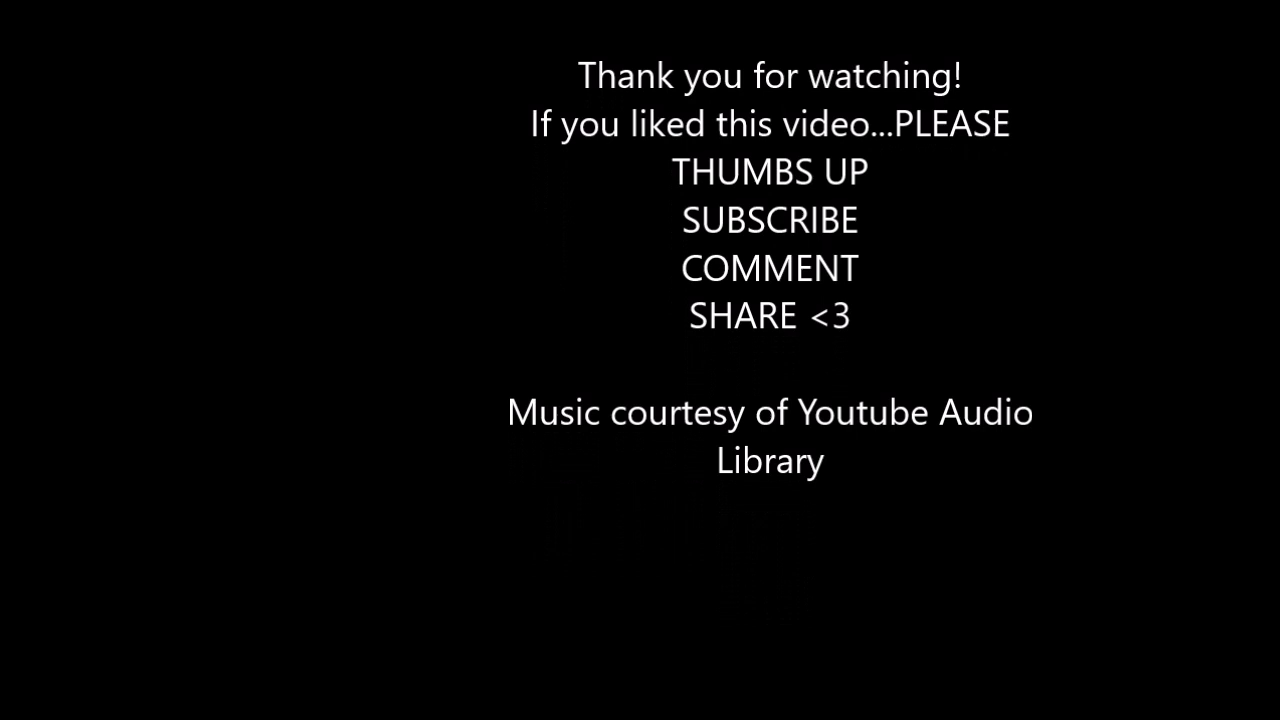 Thank you for watching!
If you liked this video...PLEASE
THUMBS UP
SUBSCRIBE
COMMENT
SHARE <3
Music courtesy of Youtube Audio
Library